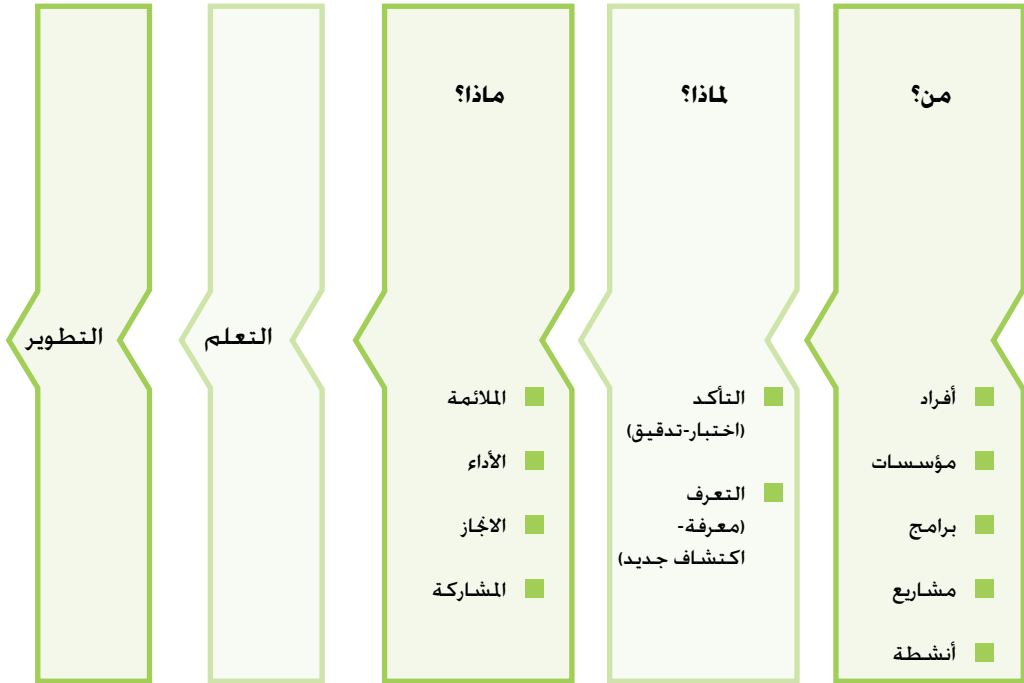 من؟
أفراد
مؤسسات
برامج
مشاريع
أنشطة
لماذا؟
التأكد
(اختبار-تدقيق)
التعرف
(معرفة-
اكتشاف جديد)
ماذا؟
الملائمة
الأداء
الانجاز
المشاركة
التعلم
التطوير